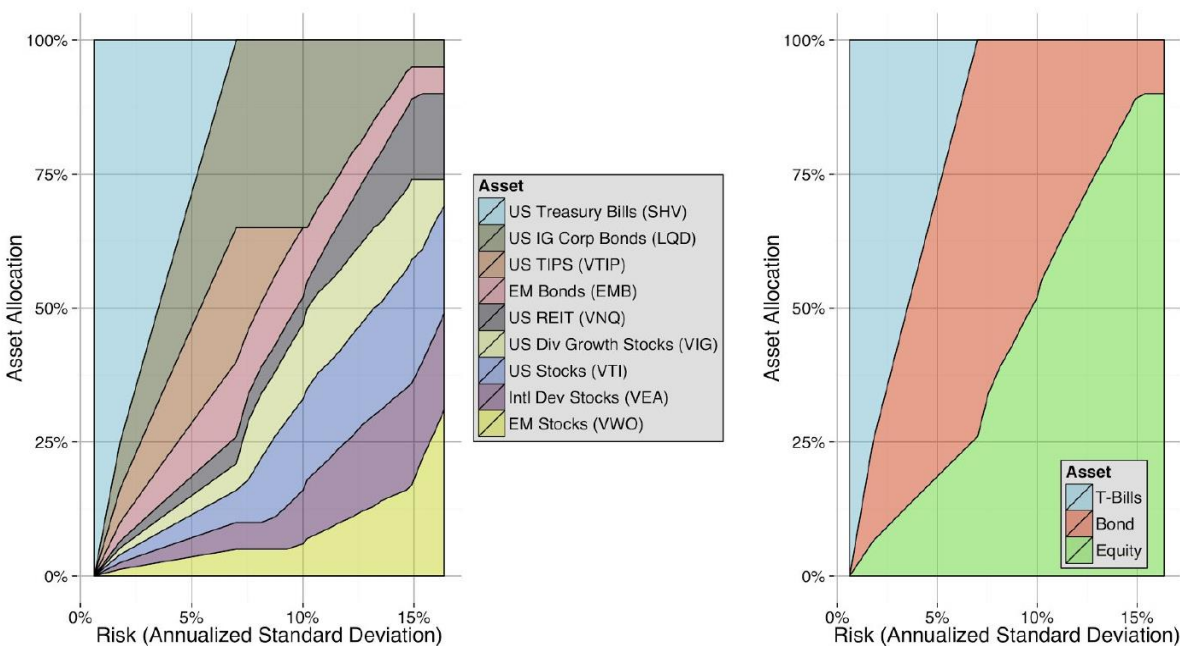 100%
75%
50%
25%
0%
Asset Allocation
0%
5%
10%
15%
Risk (Annualized Standard Deviation)
Asset
US Treasury Bills (SHV)
US IG Corp Bonds (LQD)
US TIPS (VTIP)
EM Bonds (EMB)
US REIT (VNQ)
US Div Growth Stocks (VIG)
US Stocks (VTI)
Intl Dev Stocks (VEA)
EM Stocks (VWO)
100%
75%
50%
25%
0%
Asset Allocation
0%
5%
10%
15%
Risk (Annualized Standard Deviation)
Asset
T-Bills
Bond
Equity